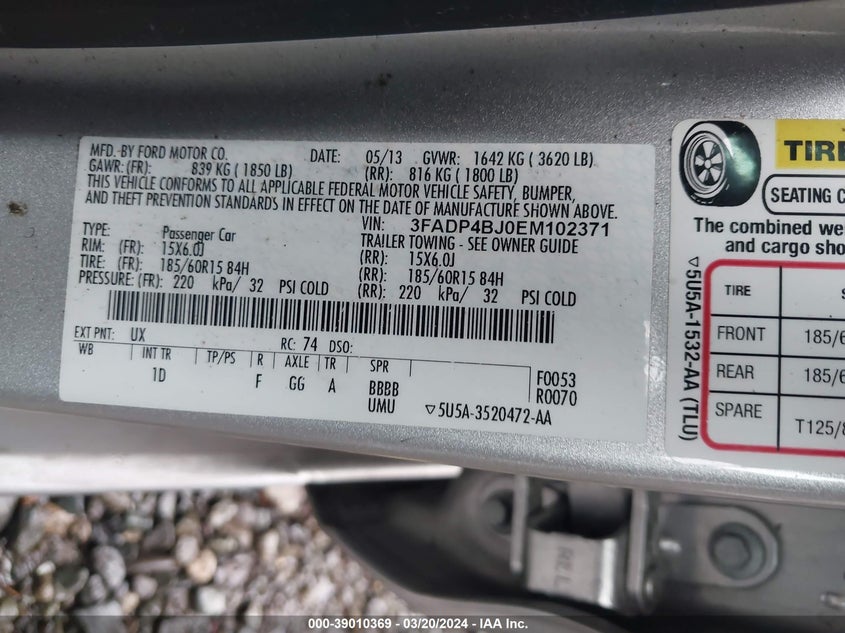 MFD.-BY FORD MOTOR CO. DATE: 05/13 GVWR: 1642 KG ( 3620 LB)
GAWR: (FR): 839 KG ( 1850 LB) (RR): 816 KG ( 1800 LB)
THIS VEHICLE CONFORMS TO ALL APPLICABLE FEDERAL MOTOR VEHICLE SAFETY, BUMPER,
AND THEFT PREVENTION STANDARDS IN EFFECT ON THE DATE OF MANUFACTURE SHOWN ABOVE.
VIN: 3FADP4BJ0EM102371
TYPE: Passenger Car TRAILER TOWING - SEE OWNER GUIDE
RIM: (FR): 15X6.0J (RR): 15X6.0J
TIRE: (FR): 185/60R15 84H (RR): 185/60R15 84H
PRESSURE: (FR): 220 kPa/ 32 PSI COLD (RR): 220 kPa/ 32 PSI COLD
EXT PNT: UX RC: 74 DSO:
WB INT TR TP/PS R AXLE TR SPR
1D F GG A BBBB F0053
UMU R0070
▽5U5A-3520472-AA
TIRE
SEATING C
The combined we
and cargo sho
TIRE S
FRONT 185/6
REAR 185/6
SPARE T125/8
▽5U5A-1532-AA (TLU)
REL
000-39010369 - 03/20/2024 - IAA Inc.